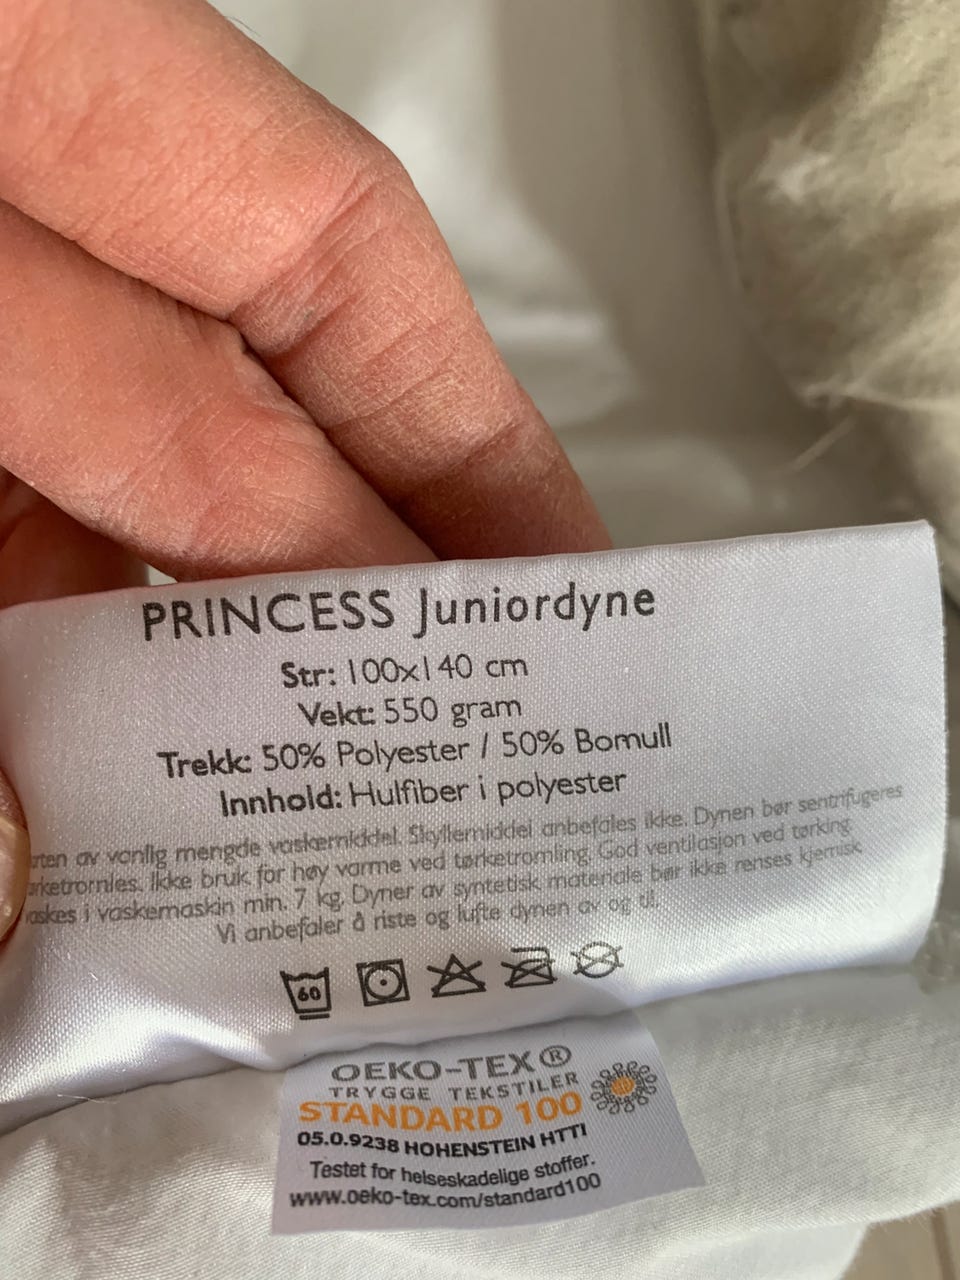 PRINCESS Juniordyne
Str: 100x140 cm
Vekt: 550 gram
Trekk: 50% Polyester / 50% Bomull
Innhold: Hulfiber i polyester
av vanlig mengde vaskemiddel. Skyllemiddel anbefales ikke. Dynen bør sentrifugeres
Ikke bruk for høy varme ved tørketromling. God ventilasjon ved tørking.
i vaskemaskin min. 7 kg. Dyner av syntetisk materiale bør ikke renses kjemisk.
Vi anbefaler å riste og lufte dynen av og til.
60
OEKO-TEX®
TRYGGE TEKSTILER
STANDARD 100
05.0.9238 HOHENSTEIN HTTI
Testet for helseskadelige stoffer.
www.oeko-tex.com/standard100